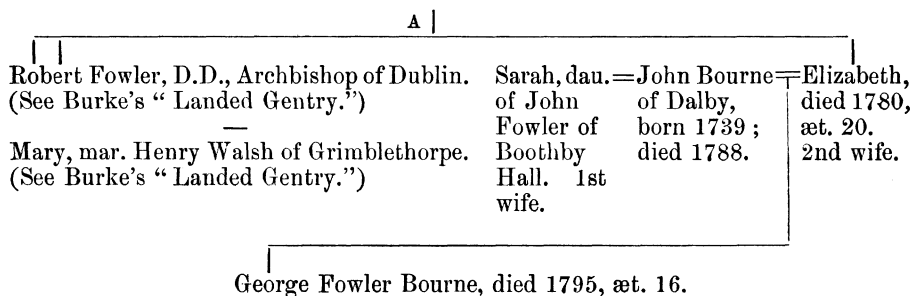 A
Robert Fowler, D.D., Archbishop of Dublin.
(See Burke's “ Landed Gentry.”)
—
Mary, mar. Henry Walsh of Grimblethorpe.
(See Burke's “ Landed Gentry.”)
Sarah, dau.
of John
Fowler of
Boothby
Hall. 1st
wife.
=
John Bourne
of Dalby,
born 1739 ;
died 1788.
=
Elizabeth,
died 1780,
æt. 20.
2nd wife.
George Fowler Bourne, died 1795, æt. 16.